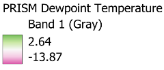 PRISM Dewpoint Temperature
Band 1 (Gray)
2.64
-13.87